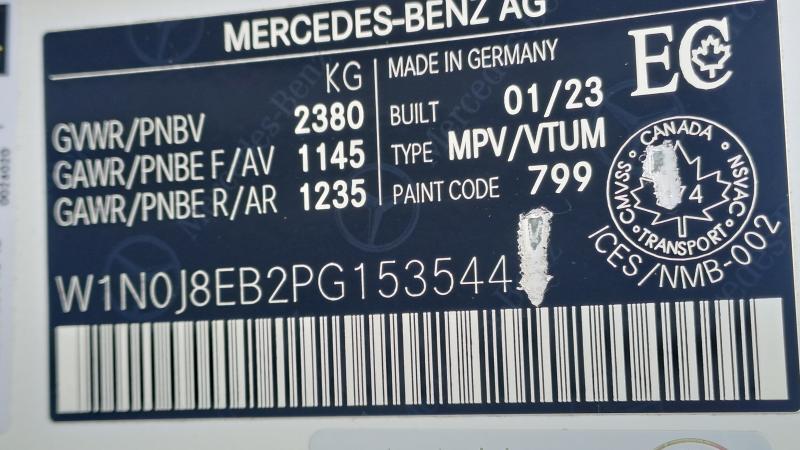 MERCEDES-BENZ AG
KG
GVWR/PNBV 2380
GAWR/PNBE F/AV 1145
GAWR/PNBE R/AR 1235
MADE IN GERMANY
BUILT 01/23
TYPE MPV/VTUM
PAINT CODE 799
EC
CANADA
CMVSS NSVAC
4
TRANSPORT
ICES/NMB-002
W1N0J8EB2PG153544